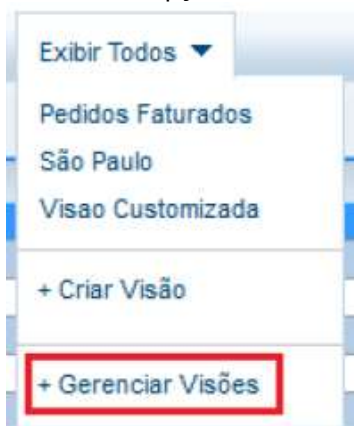 Exibir Todos
Pedidos Faturados
São Paulo
Visao Customizada
+ Criar Visão
+ Gerenciar Visões